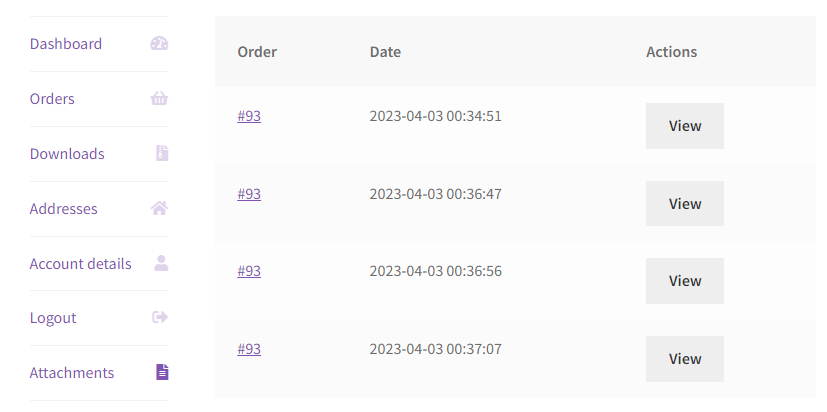 Dashboard
Orders
Downloads
Addresses
Account details
Logout
Attachments
Order Date Actions
#93 2023-04-03 00:34:51 View
#93 2023-04-03 00:36:47 View
#93 2023-04-03 00:36:56 View
#93 2023-04-03 00:37:07 View